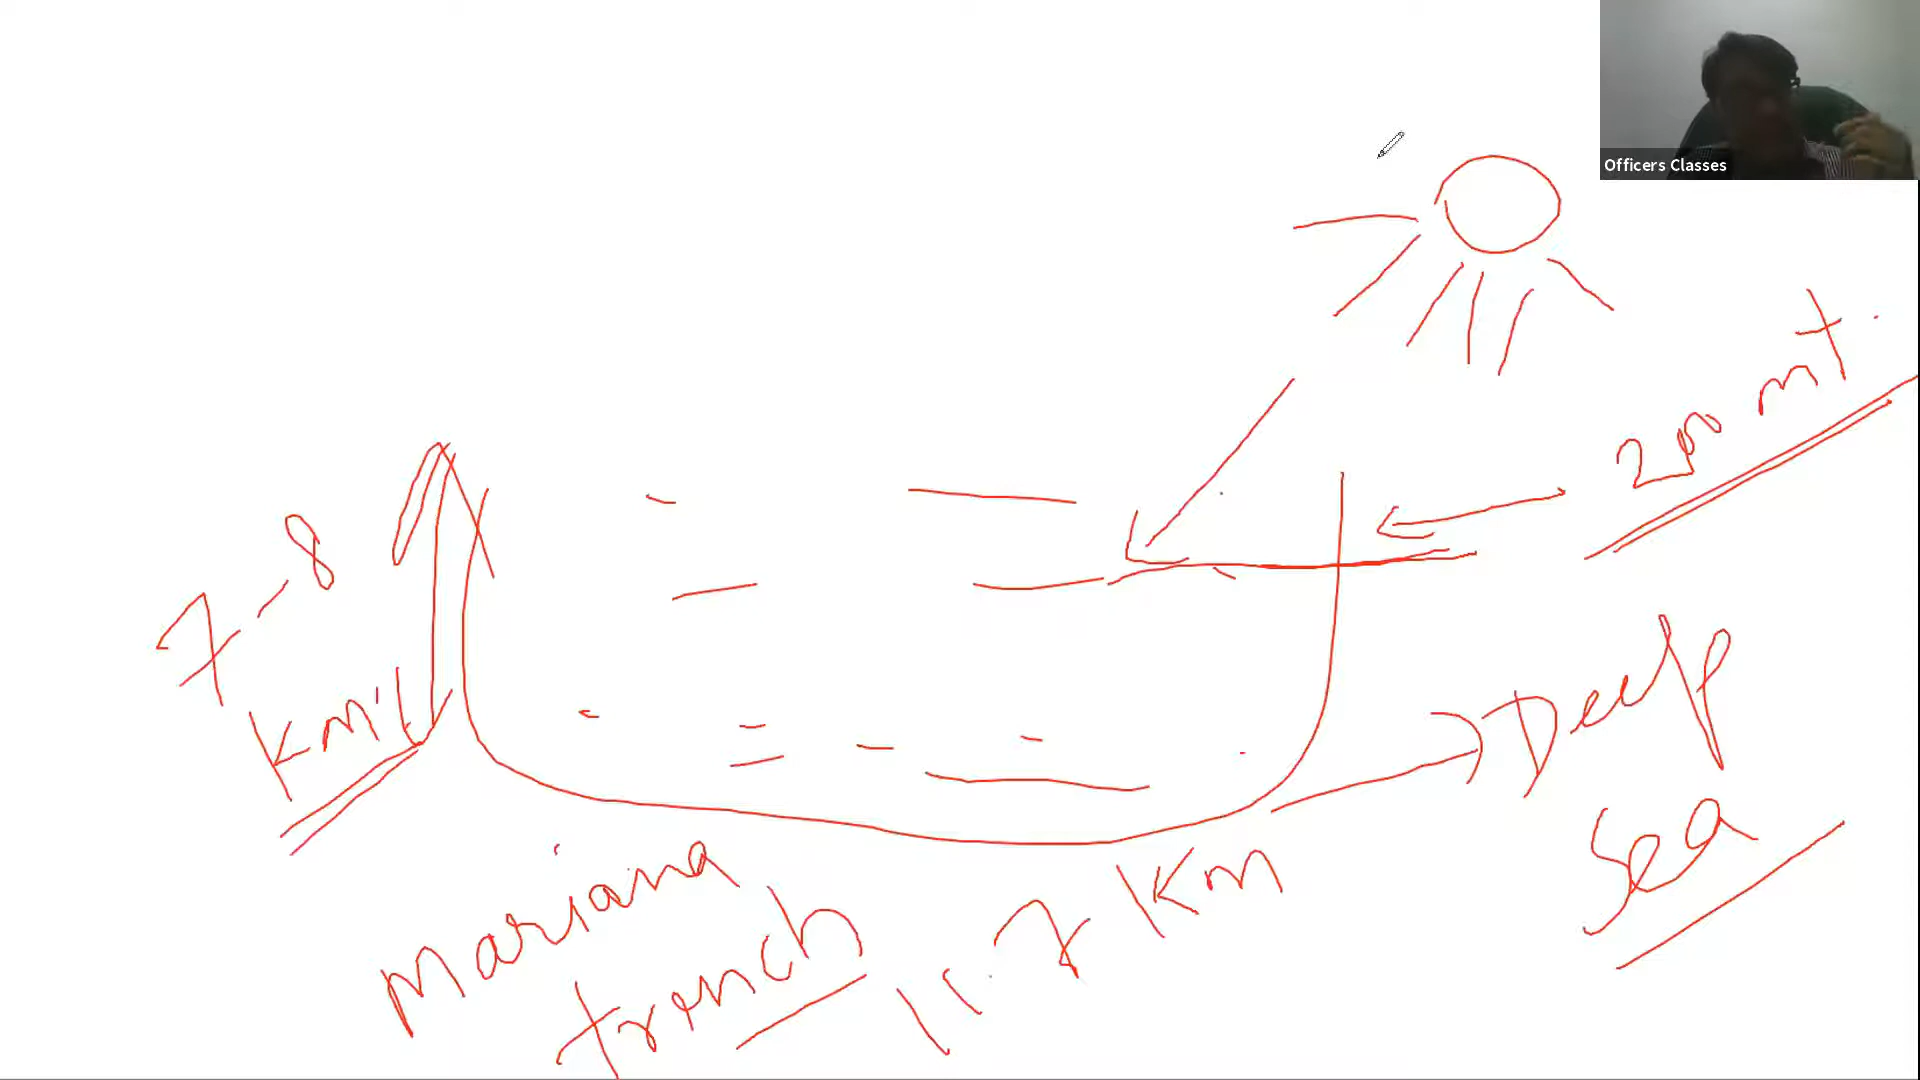 Officers Classes
200 mt.
7-8
Km's
Deep
Sea
Mariana
trench
11.7 Km